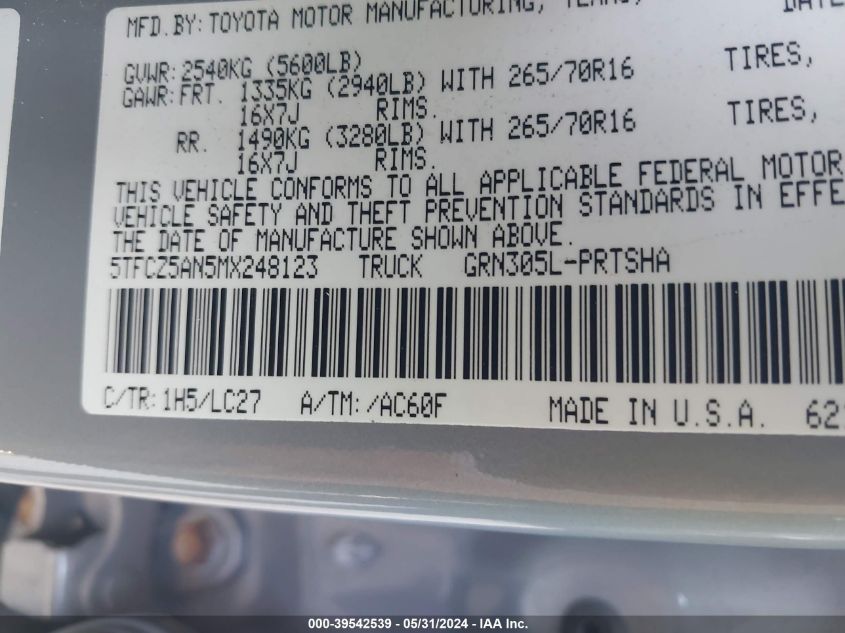 MFD. BY: TOYOTA MOTOR MANUFACTURING, TEXAS, DATE
GVWR: 2540KG (5600LB)
GAWR: FRT. 1335KG (2940LB) WITH 265/70R16 TIRES,
16X7J RIMS.
RR. 1490KG (3280LB) WITH 265/70R16 TIRES,
16X7J RIMS.
THIS VEHICLE CONFORMS TO ALL APPLICABLE FEDERAL MOTOR
VEHICLE SAFETY AND THEFT PREVENTION STANDARDS IN EFFE
THE DATE OF MANUFACTURE SHOWN ABOVE.
5TFCZ5AN5MX248123 TRUCK GRN305L-PRTSHA
C/TR: 1H5/LC27 A/TM: /AC60F MADE IN U.S.A.
000-39542539 - 05/31/2024 - IAA Inc.